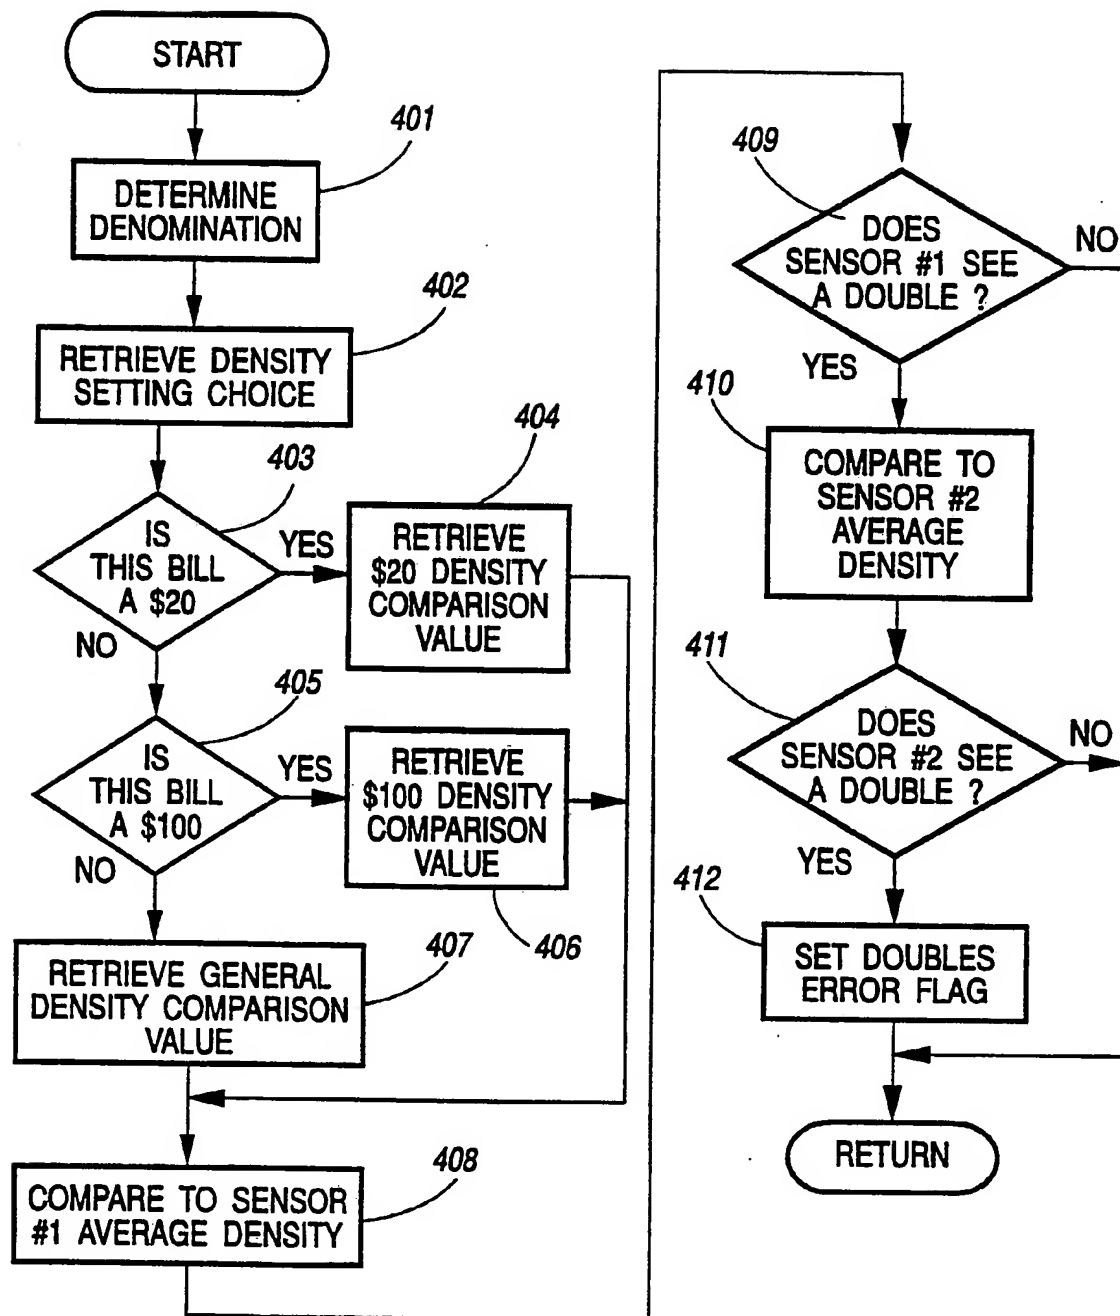 START
401
DETERMINE
DENOMINATION
402
RETRIEVE DENSITY
SETTING CHOICE
403
IS
THIS BILL
A $20
YES
NO
404
RETRIEVE
$20 DENSITY
COMPARISON
VALUE
405
IS
THIS BILL
A $100
YES
NO
RETRIEVE
$100 DENSITY
COMPARISON
VALUE
406
407
RETRIEVE GENERAL
DENSITY COMPARISON
VALUE
408
COMPARE TO SENSOR
#1 AVERAGE DENSITY
409
DOES
SENSOR #1 SEE
A DOUBLE ?
NO
YES
410
COMPARE TO
SENSOR #2
AVERAGE
DENSITY
411
DOES
SENSOR #2 SEE
A DOUBLE ?
NO
YES
412
SET DOUBLES
ERROR FLAG
RETURN